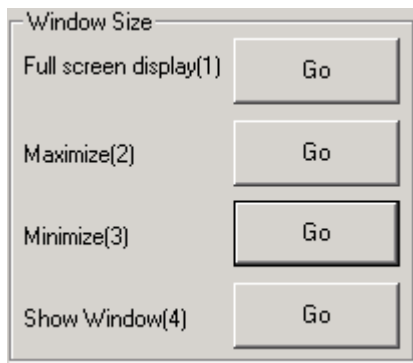 Window Size
Full screen display(1) Go
Maximize(2) Go
Minimize(3) Go
Show Window(4) Go